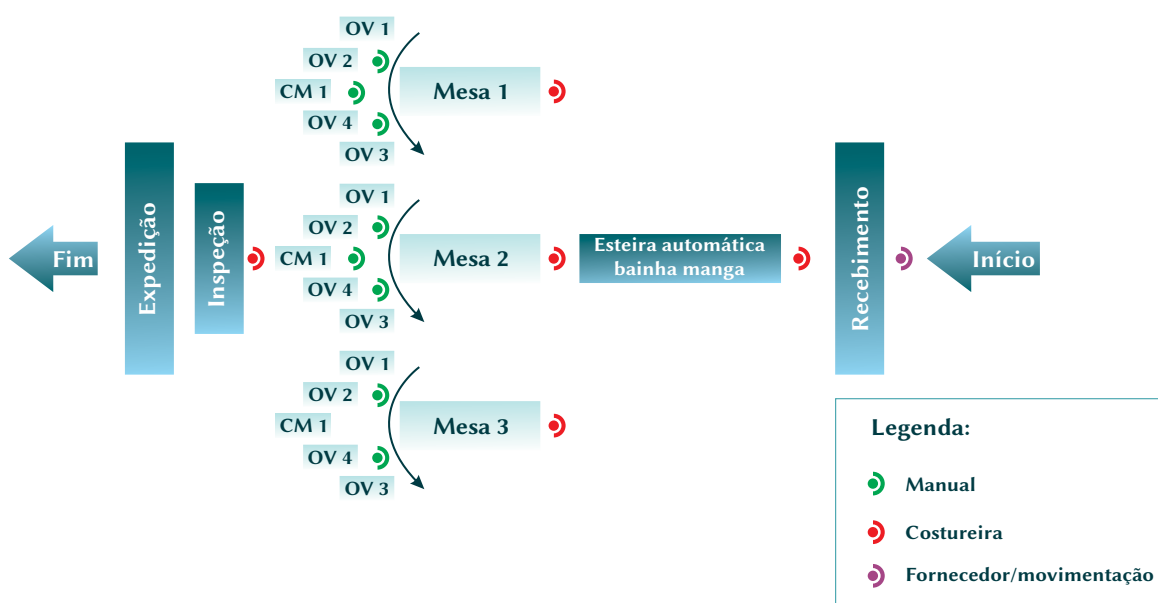 OV 1
OV 2
CM 1
OV 4
OV 3
Mesa 1
OV 1
OV 2
CM 1
OV 4
OV 3
Mesa 2
OV 1
OV 2
CM 1
OV 4
OV 3
Mesa 3
Fim
Expedição
Inspeção
Esteira automática
bainha manga
Recebimento
Início
Legenda:
Manual
Costureira
Fornecedor/movimentação